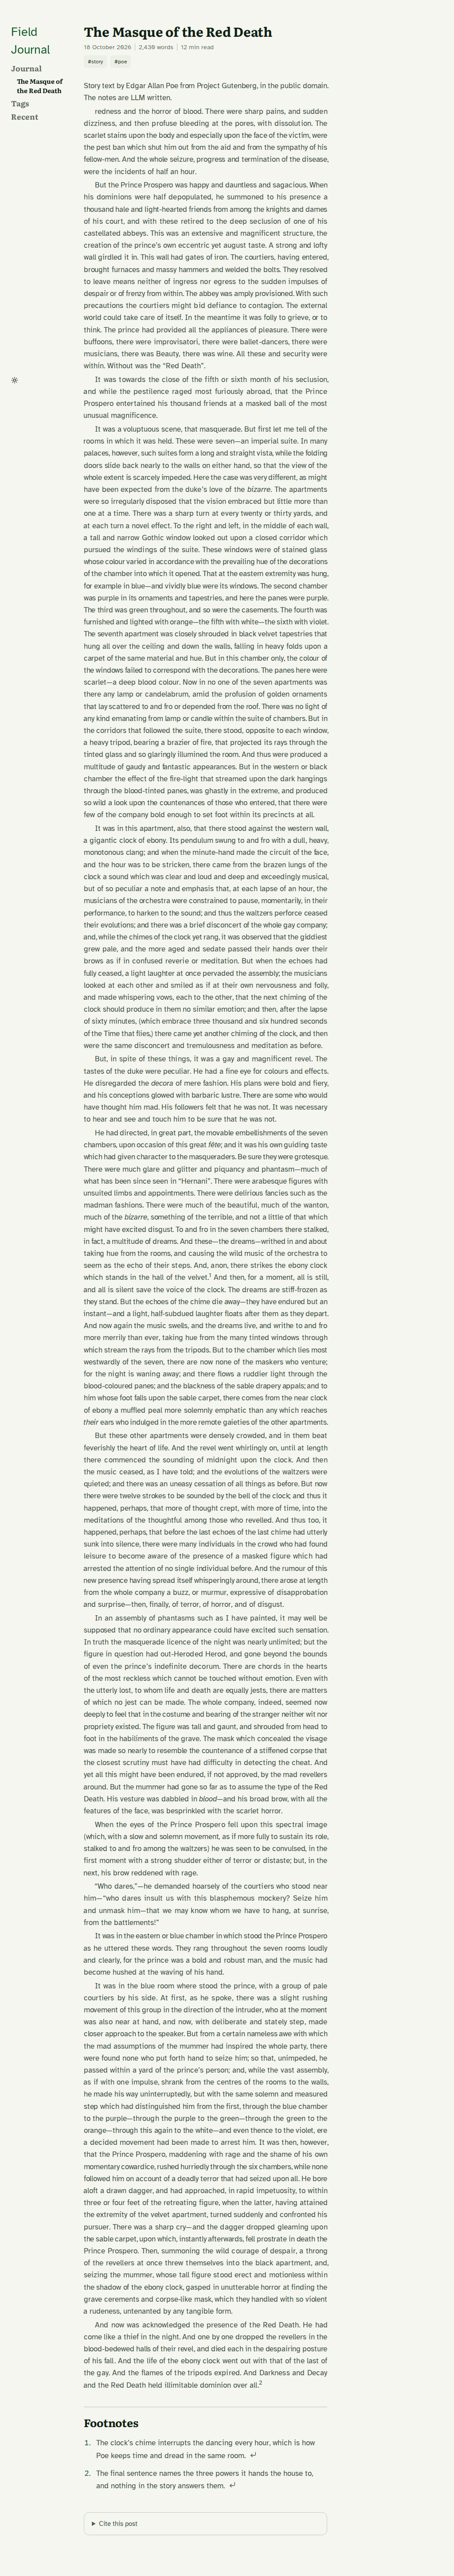 Field
Journal
Journal
The Masque of
the Red Death
Tags
Recent
The Masque of the Red Death
18 October 2026 | 2,430 words | 12 min read
#story #poe
Story text by Edgar Allan Poe from Project Gutenberg, in the public domain.
The notes are LLM written.
redness and the horror of blood. There were sharp pains, and sudden
dizziness, and then profuse bleeding at the pores, with dissolution. The
scarlet stains upon the body and especially upon the face of the victim, were
the pest ban which shut him out from the aid and from the sympathy of his
fellow-men. And the whole seizure, progress and termination of the disease,
were the incidents of half an hour.
But the Prince Prospero was happy and dauntless and sagacious. When
his dominions were half depopulated, he summoned to his presence a
thousand hale and light-hearted friends from among the knights and dames
of his court, and with these retired to the deep seclusion of one of his
castellated abbeys. This was an extensive and magnificent structure, the
creation of the prince's own eccentric yet august taste. A strong and lofty
wall girdled it in. This wall had gates of iron. The courtiers, having entered,
brought furnaces and massy hammers and welded the bolts. They resolved
to leave means neither of ingress nor egress to the sudden impulses of
despair or of frenzy from within. The abbey was amply provisioned. With such
precautions the courtiers might bid defiance to contagion. The external
world could take care of itself. In the meantime it was folly to grieve, or to
think. The prince had provided all the appliances of pleasure. There were
buffoons, there were improvisatori, there were ballet-dancers, there were
musicians, there was Beauty, there was wine. All these and security were
within. Without was the “Red Death”.
It was towards the close of the fifth or sixth month of his seclusion,
and while the pestilence raged most furiously abroad, that the Prince
Prospero entertained his thousand friends at a masked ball of the most
unusual magnificence.
It was a voluptuous scene, that masquerade. But first let me tell of the
rooms in which it was held. These were seven—an imperial suite. In many
palaces, however, such suites form a long and straight vista, while the folding
doors slide back nearly to the walls on either hand, so that the view of the
whole extent is scarcely impeded. Here the case was very different, as might
have been expected from the duke's love of the bizarre. The apartments
were so irregularly disposed that the vision embraced but little more than
one at a time. There was a sharp turn at every twenty or thirty yards, and
at each turn a novel effect. To the right and left, in the middle of each wall,
a tall and narrow Gothic window looked out upon a closed corridor which
pursued the windings of the suite. These windows were of stained glass
whose colour varied in accordance with the prevailing hue of the decorations
of the chamber into which it opened. That at the eastern extremity was hung,
for example in blue—and vividly blue were its windows. The second chamber
was purple in its ornaments and tapestries, and here the panes were purple.
The third was green throughout, and so were the casements. The fourth was
furnished and lighted with orange—the fifth with white—the sixth with violet.
The seventh apartment was closely shrouded in black velvet tapestries that
hung all over the ceiling and down the walls, falling in heavy folds upon a
carpet of the same material and hue. But in this chamber only, the colour of
the windows failed to correspond with the decorations. The panes here were
scarlet—a deep blood colour. Now in no one of the seven apartments was
there any lamp or candelabrum, amid the profusion of golden ornaments
that lay scattered to and fro or depended from the roof. There was no light of
any kind emanating from lamp or candle within the suite of chambers. But in
the corridors that followed the suite, there stood, opposite to each window,
a heavy tripod, bearing a brazier of fire, that projected its rays through the
tinted glass and so glaringly illumined the room. And thus were produced a
multitude of gaudy and fantastic appearances. But in the western or black
chamber the effect of the fire-light that streamed upon the dark hangings
through the blood-tinted panes, was ghastly in the extreme, and produced
so wild a look upon the countenances of those who entered, that there were
few of the company bold enough to set foot within its precincts at all.
It was in this apartment, also, that there stood against the western wall,
a gigantic clock of ebony. Its pendulum swung to and fro with a dull, heavy,
monotonous clang; and when the minute-hand made the circuit of the face,
and the hour was to be stricken, there came from the brazen lungs of the
clock a sound which was clear and loud and deep and exceedingly musical,
but of so peculiar a note and emphasis that, at each lapse of an hour, the
musicians of the orchestra were constrained to pause, momentarily, in their
performance, to harken to the sound; and thus the waltzers perforce ceased
their evolutions; and there was a brief disconcert of the whole gay company;
and, while the chimes of the clock yet rang, it was observed that the giddiest
grew pale, and the more aged and sedate passed their hands over their
brows as if in confused reverie or meditation. But when the echoes had
fully ceased, a light laughter at once pervaded the assembly; the musicians
looked at each other and smiled as if at their own nervousness and folly,
and made whispering vows, each to the other, that the next chiming of the
clock should produce in them no similar emotion; and then, after the lapse
of sixty minutes, (which embrace three thousand and six hundred seconds
of the Time that flies,) there came yet another chiming of the clock, and then
were the same disconcert and tremulousness and meditation as before.
But, in spite of these things, it was a gay and magnificent revel. The
tastes of the duke were peculiar. He had a fine eye for colours and effects.
He disregarded the decora of mere fashion. His plans were bold and fiery,
and his conceptions glowed with barbaric lustre. There are some who would
have thought him mad. His followers felt that he was not. It was necessary
to hear and see and touch him to be sure that he was not.
He had directed, in great part, the movable embellishments of the seven
chambers, upon occasion of this great fête; and it was his own guiding taste
which had given character to the masqueraders. Be sure they were grotesque.
There were much glare and glitter and piquancy and phantasm—much of
what has been since seen in “Hernani”. There were arabesque figures with
unsuited limbs and appointments. There were delirious fancies such as the
madman fashions. There were much of the beautiful, much of the wanton,
much of the bizarre, something of the terrible, and not a little of that which
might have excited disgust. To and fro in the seven chambers there stalked,
in fact, a multitude of dreams. And these—the dreams—writhed in and about
taking hue from the rooms, and causing the wild music of the orchestra to
seem as the echo of their steps. And, anon, there strikes the ebony clock
which stands in the hall of the velvet.1 And then, for a moment, all is still,
and all is silent save the voice of the clock. The dreams are stiff-frozen as
they stand. But the echoes of the chime die away—they have endured but an
instant—and a light, half-subdued laughter floats after them as they depart.
And now again the music swells, and the dreams live, and writhe to and fro
more merrily than ever, taking hue from the many tinted windows through
which stream the rays from the tripods. But to the chamber which lies most
westwardly of the seven, there are now none of the maskers who venture;
for the night is waning away; and there flows a ruddier light through the
blood-coloured panes; and the blackness of the sable drapery appals; and to
him whose foot falls upon the sable carpet, there comes from the near clock
of ebony a muffled peal more solemnly emphatic than any which reaches
their ears who indulged in the more remote gaieties of the other apartments.
But these other apartments were densely crowded, and in them beat
feverishly the heart of life. And the revel went whirlingly on, until at length
there commenced the sounding of midnight upon the clock. And then
the music ceased, as I have told; and the evolutions of the waltzers were
quieted; and there was an uneasy cessation of all things as before. But now
there were twelve strokes to be sounded by the bell of the clock; and thus it
happened, perhaps, that more of thought crept, with more of time, into the
meditations of the thoughtful among those who revelled. And thus too, it
happened, perhaps, that before the last echoes of the last chime had utterly
sunk into silence, there were many individuals in the crowd who had found
leisure to become aware of the presence of a masked figure which had
arrested the attention of no single individual before. And the rumour of this
new presence having spread itself whisperingly around, there arose at length
from the whole company a buzz, or murmur, expressive of disapprobation
and surprise—then, finally, of terror, of horror, and of disgust.
In an assembly of phantasms such as I have painted, it may well be
supposed that no ordinary appearance could have excited such sensation.
In truth the masquerade licence of the night was nearly unlimited; but the
figure in question had out-Heroded Herod, and gone beyond the bounds
of even the prince's indefinite decorum. There are chords in the hearts
of the most reckless which cannot be touched without emotion. Even with
the utterly lost, to whom life and death are equally jests, there are matters
of which no jest can be made. The whole company, indeed, seemed now
deeply to feel that in the costume and bearing of the stranger neither wit nor
propriety existed. The figure was tall and gaunt, and shrouded from head to
foot in the habiliments of the grave. The mask which concealed the visage
was made so nearly to resemble the countenance of a stiffened corpse that
the closest scrutiny must have had difficulty in detecting the cheat. And
yet all this might have been endured, if not approved, by the mad revellers
around. But the mummer had gone so far as to assume the type of the Red
Death. His vesture was dabbled in blood—and his broad brow, with all the
features of the face, was besprinkled with the scarlet horror.
When the eyes of the Prince Prospero fell upon this spectral image
(which, with a slow and solemn movement, as if more fully to sustain its role,
stalked to and fro among the waltzers) he was seen to be convulsed, in the
first moment with a strong shudder either of terror or distaste; but, in the
next, his brow reddened with rage.
“Who dares,”—he demanded hoarsely of the courtiers who stood near
him—“who dares insult us with this blasphemous mockery? Seize him
and unmask him—that we may know whom we have to hang, at sunrise,
from the battlements!”
It was in the eastern or blue chamber in which stood the Prince Prospero
as he uttered these words. They rang throughout the seven rooms loudly
and clearly, for the prince was a bold and robust man, and the music had
become hushed at the waving of his hand.
It was in the blue room where stood the prince, with a group of pale
courtiers by his side. At first, as he spoke, there was a slight rushing
movement of this group in the direction of the intruder, who at the moment
was also near at hand, and now, with deliberate and stately step, made
closer approach to the speaker. But from a certain nameless awe with which
the mad assumptions of the mummer had inspired the whole party, there
were found none who put forth hand to seize him; so that, unimpeded, he
passed within a yard of the prince's person; and, while the vast assembly,
as if with one impulse, shrank from the centres of the rooms to the walls,
he made his way uninterruptedly, but with the same solemn and measured
step which had distinguished him from the first, through the blue chamber
to the purple—through the purple to the green—through the green to the
orange—through this again to the white—and even thence to the violet, ere
a decided movement had been made to arrest him. It was then, however,
that the Prince Prospero, maddening with rage and the shame of his own
momentary cowardice, rushed hurriedly through the six chambers, while none
followed him on account of a deadly terror that had seized upon all. He bore
aloft a drawn dagger, and had approached, in rapid impetuosity, to within
three or four feet of the retreating figure, when the latter, having attained
the extremity of the velvet apartment, turned suddenly and confronted his
pursuer. There was a sharp cry—and the dagger dropped gleaming upon
the sable carpet, upon which, instantly afterwards, fell prostrate in death the
Prince Prospero. Then, summoning the wild courage of despair, a throng
of the revellers at once threw themselves into the black apartment, and,
seizing the mummer, whose tall figure stood erect and motionless within
the shadow of the ebony clock, gasped in unutterable horror at finding the
grave cerements and corpse-like mask, which they handled with so violent
a rudeness, untenanted by any tangible form.
And now was acknowledged the presence of the Red Death. He had
come like a thief in the night. And one by one dropped the revellers in the
blood-bedewed halls of their revel, and died each in the despairing posture
of his fall. And the life of the ebony clock went out with that of the last of
the gay. And the flames of the tripods expired. And Darkness and Decay
and the Red Death held illimitable dominion over all.2
Footnotes
1. The clock's chime interrupts the dancing every hour, which is how
Poe keeps time and dread in the same room. ↵
2. The final sentence names the three powers it hands the house to,
and nothing in the story answers them. ↵
▶ Cite this post